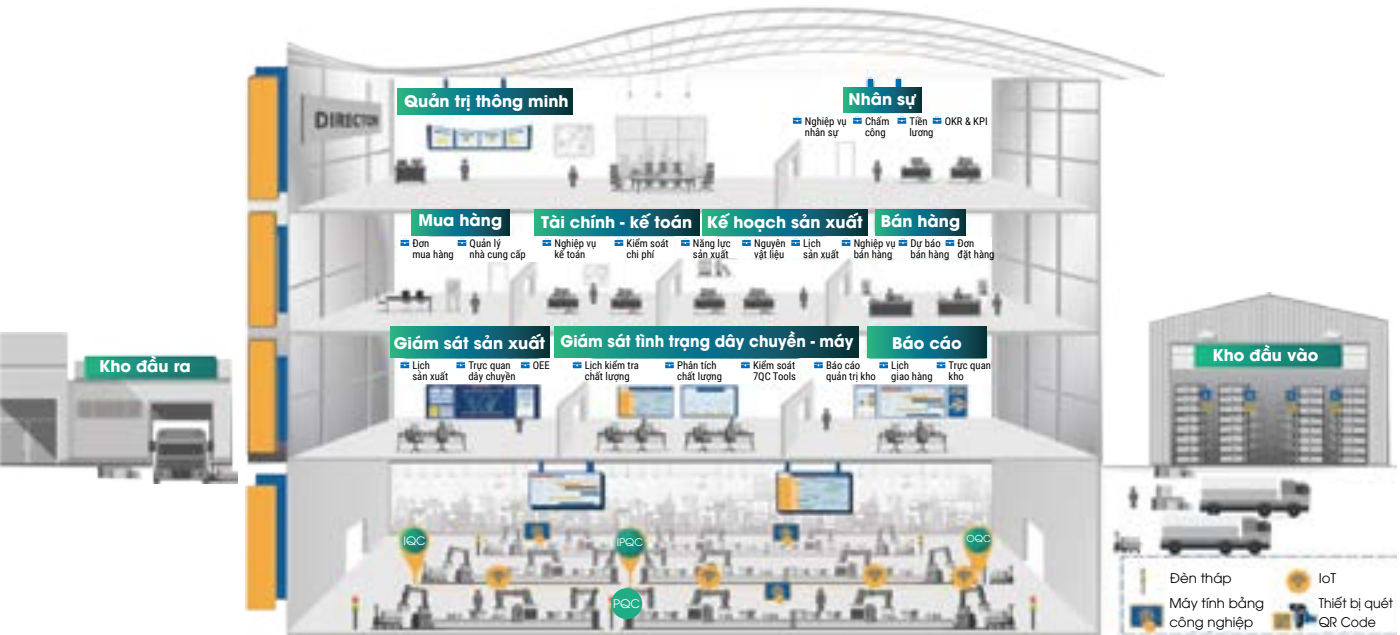 Quản trị thông minh
Nhân sự
DIRECTON
Nghiệp vụ
nhân sự
Chấm
công
Tiền
lương
OKR & KPI
Mua hàng
Tài chính - kế toán
Kế hoạch sản xuất
Bán hàng
Đơn
mua hàng
Quản lý
nhà cung cấp
Nghiệp vụ
kế toán
Kiểm soát
chi phí
Năng lực
sản xuất
Nguyên
vật liệu
Lịch
sản xuất
Nghiệp vụ
bán hàng
Dự báo
bán hàng
Đơn
đặt hàng
Giám sát sản xuất
Giám sát tình trạng dây chuyền - máy
Báo cáo
Kho đầu ra
Kho đầu vào
Lịch
sản xuất
Trực quan
dây chuyền
OEE
Lịch kiểm tra
chất lượng
Phân tích
chất lượng
Kiểm soát
7QC Tools
Báo cáo
quản trị kho
Lịch
giao hàng
Trực quan
kho
IQC
IPQC
OQC
PQC
Đèn tháp
IoT
Máy tính bảng
công nghiệp
Thiết bị quét
QR Code